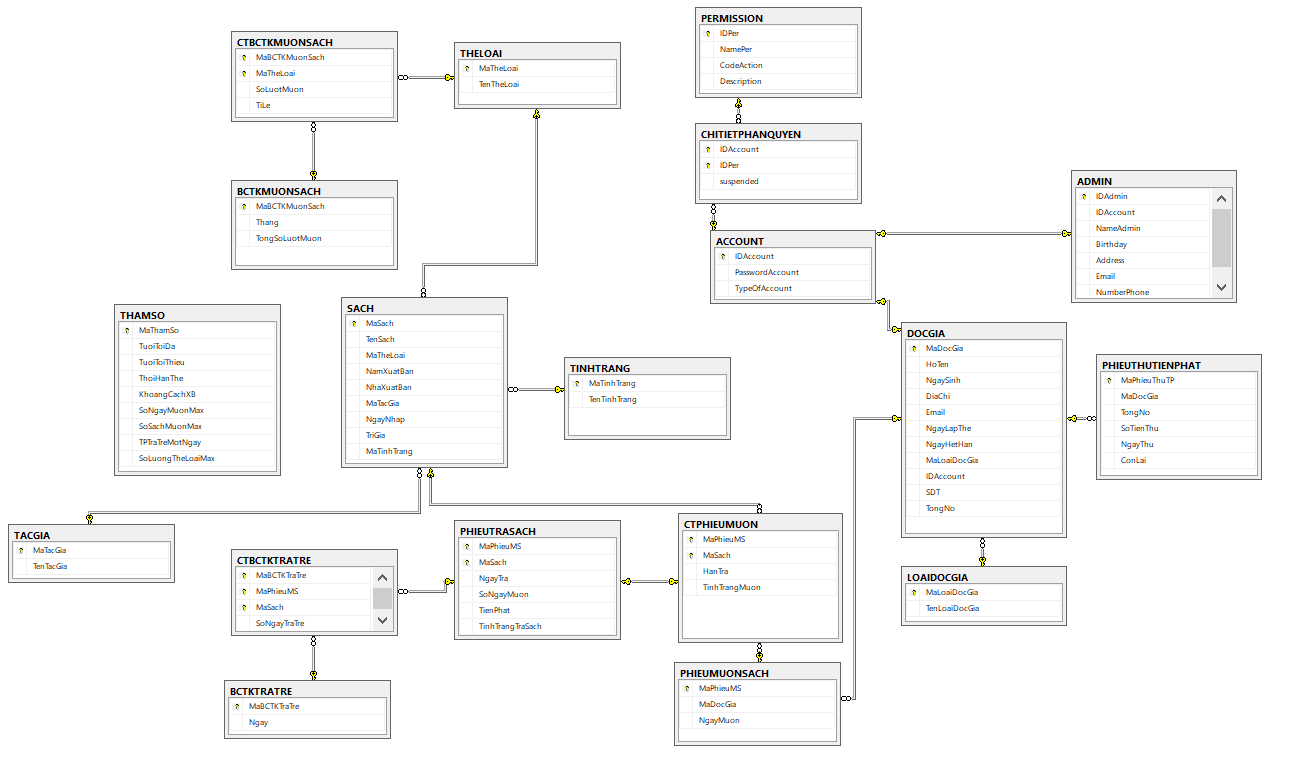 PERMISSION
IDPer
NamePer
CodeAction
Description
CTBCTKMUONSACH
MaBCTKMuonSach
MaTheLoai
SoLuotMuon
TiLe
THELOAI
MaTheLoai
TenTheLoai
CHITIETPHANQUYEN
IDAccount
IDPer
suspended
BCTKMUONSACH
MaBCTKMuonSach
Thang
TongSoLuotMuon
ADMIN
IDAdmin
IDAccount
NameAdmin
Birthday
Address
Email
NumberPhone
ACCOUNT
IDAccount
PasswordAccount
TypeOfAccount
THAMSO
MaThamSo
TuoiToiDa
TuoiToiThieu
ThoiHanThe
KhoangCachXB
SoNgayMuonMax
SoSachMuonMax
TPTraTreMotNgay
SoLuongTheLoaiMax
SACH
MaSach
TenSach
MaTheLoai
NamXuatBan
NhaXuatBan
MaTacGia
NgayNhap
TriGia
MaTinhTrang
TINHTRANG
MaTinhTrang
TenTinhTrang
DOCGIA
MaDocGia
HoTen
NgaySinh
DiaChi
Email
NgayLapThe
NgayHetHan
MaLoaiDocGia
IDAccount
SDT
TongNo
PHIEUTHUTIENPHAT
MaPhieuThuTP
MaDocGia
TongNo
SoTienThu
NgayThu
ConLai
TACGIA
MaTacGia
TenTacGia
CTBCTKTRATRE
MaBCTKTraTre
MaPhieuMS
MaSach
SoNgayTraTre
PHIEUTRASACH
MaPhieuMS
MaSach
NgayTra
SoNgayMuon
TienPhat
TinhTrangTraSach
CTPHIEUMUON
MaPhieuMS
MaSach
HanTra
TinhTrangMuon
LOAIDOCGIA
MaLoaiDocGia
TenLoaiDocGia
BCTKTRATRE
MaBCTKTraTre
Ngay
PHIEUMUONSACH
MaPhieuMS
MaDocGia
NgayMuon